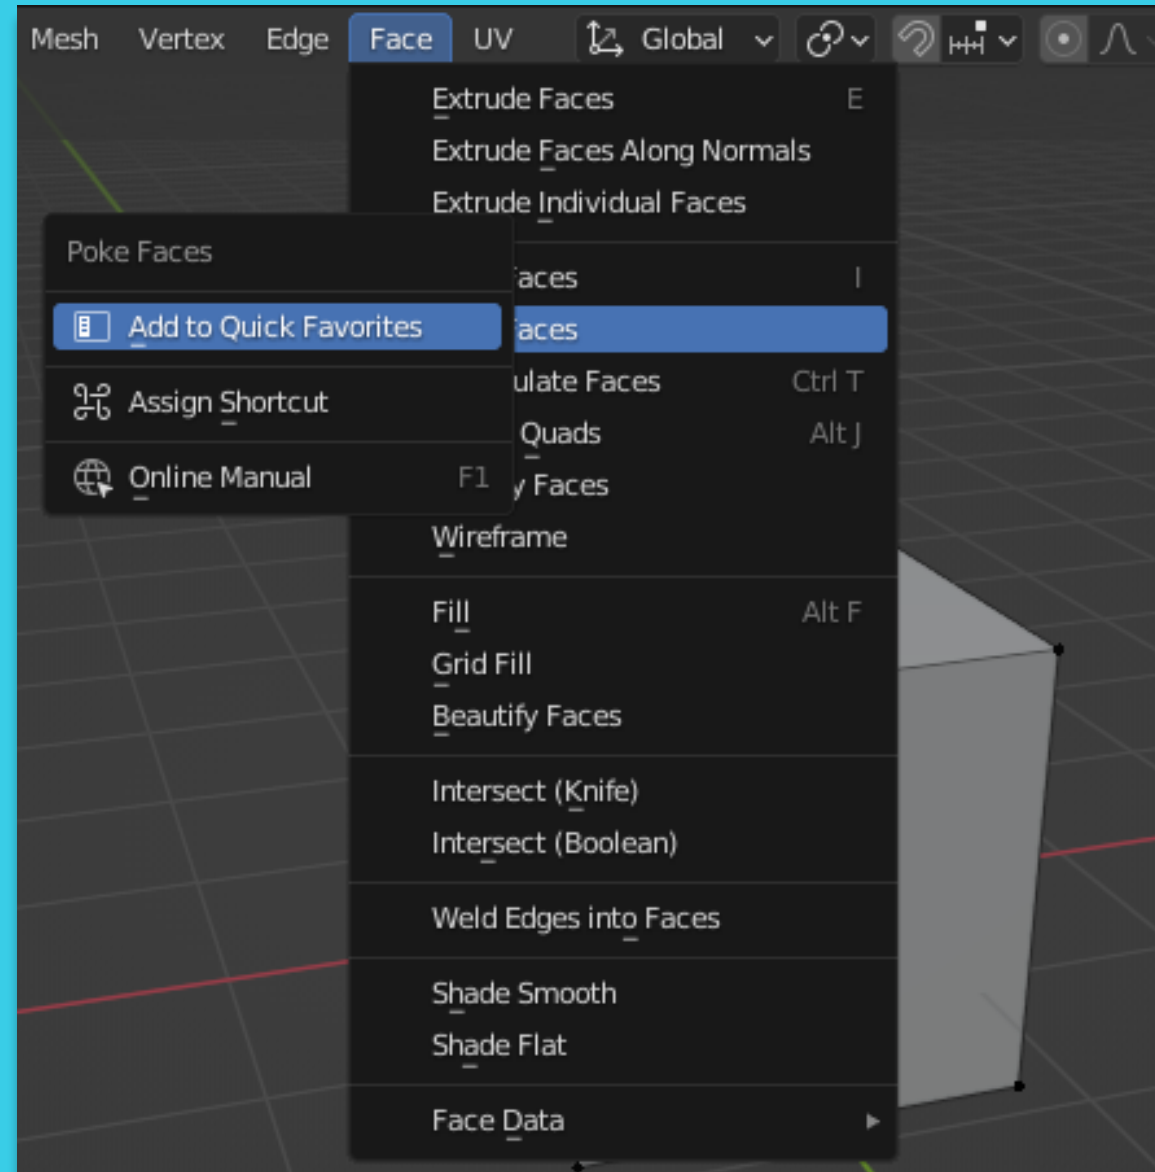 Mesh Vertex Edge Face UV Global
Extrude Faces E
Extrude Faces Along Normals
Extrude Individual Faces
Poke Faces
Add to Quick Favorites
Assign Shortcut
Online Manual F1
Faces I
Faces
ulate Faces Ctrl T
Quads Alt J
y Faces
Wireframe
Fill Alt F
Grid Fill
Beautify Faces
Intersect (Knife)
Intersect (Boolean)
Weld Edges into Faces
Shade Smooth
Shade Flat
Face Data